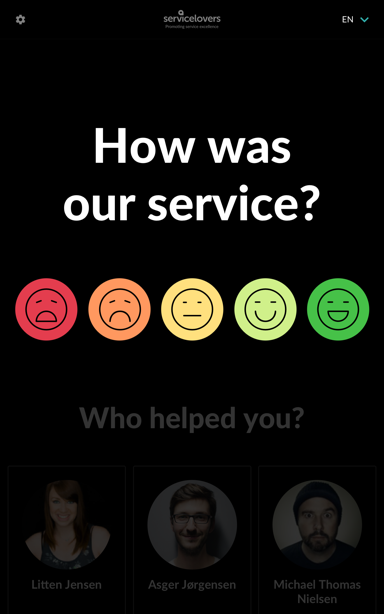 servicelovers
Promoting service excellence
EN
How was
our service?
Who helped you?
Litten Jensen
Asger Jørgensen
Michael Thomas
Nielsen